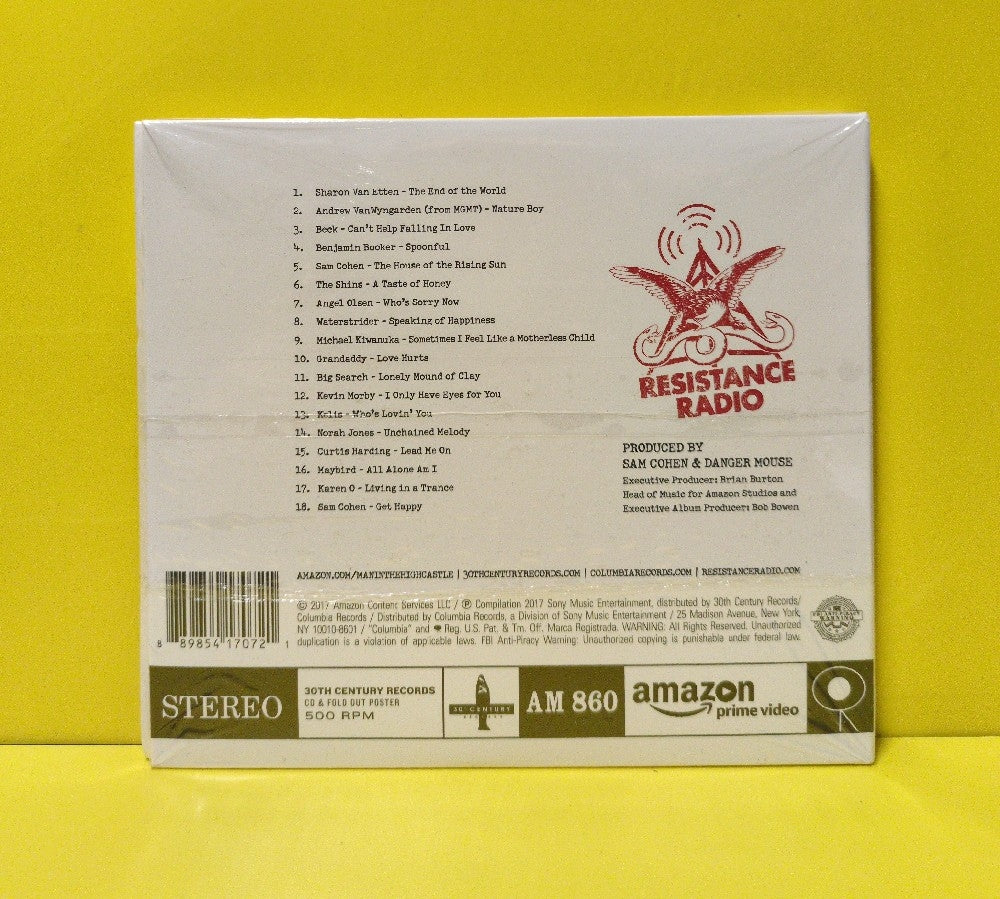 1. Sharon Van Etten - The End of the World
2. Andrew VanWyngarden (from MGMT) - Nature Boy
3. Beck - Can't Help Falling In Love
4. Benjamin Booker - Spoonful
5. Sam Cohen - The House of the Rising Sun
6. The Shins - A Taste of Honey
7. Angel Olsen - Who's Sorry Now
8. Waterstrider - Speaking of Happiness
9. Michael Kiwanuka - Sometimes I Feel Like a Motherless Child
10. Grandaddy - Love Hurts
11. Big Search - Lonely Mound of Clay
12. Kevin Morby - I Only Have Eyes for You
13. Kelis - Who's Lovin' You
14. Norah Jones - Unchained Melody
15. Curtis Harding - Lead Me On
16. Maybird - All Alone Am I
17. Karen O - Living in a Trance
18. Sam Cohen - Get Happy
RESISTANCE
RADIO
PRODUCED BY
SAM COHEN & DANGER MOUSE
Executive Producer: Brian Burton
Head of Music for Amazon Studios and
Executive Album Producer: Bob Bowen
AMAZON.COM/MANINTHEHIGHCASTLE | 30THCENTURYRECORDS.COM | COLUMBIARECORDS.COM | RESISTANCERADIO.COM
© 2017 Amazon Content Services LLC / ℗ Compilation 2017 Sony Music Entertainment, distributed by 30th Century Records/
Columbia Records / Distributed by Columbia Records, a Division of Sony Music Entertainment / 25 Madison Avenue, New York,
NY 10010-8601 / "Columbia" and Reg. U.S. Pat. & Tm. Off. Marca Registrada. WARNING: All Rights Reserved. Unauthorized
duplication is a violation of applicable laws. FBI Anti-Piracy Warning: Unauthorized copying is punishable under federal law.
8 89854 17072 1
FBI ANTI-PIRACY
WARNING
STEREO
30TH CENTURY RECORDS
CD & FOLD OUT POSTER
500 RPM
30TH CENTURY
RECORDS
AM 860
amazon
prime video